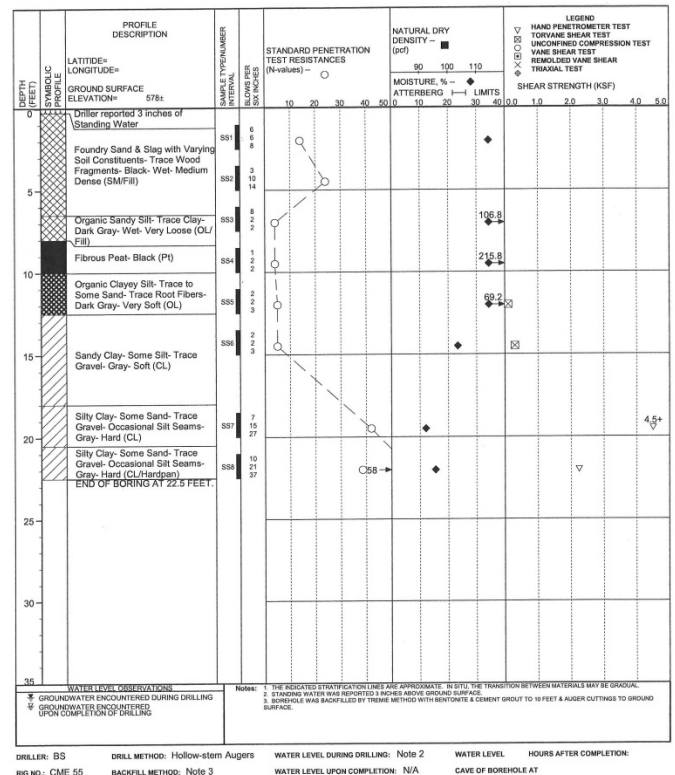 PROFILE
DESCRIPTION
LATITIDE=
LONGITUDE=
GROUND SURFACE
ELEVATION= 578±
DEPTH
(FEET)
SYMBOLIC
PROFILE
SAMPLE TYPE/NUMBER
INTERVAL
BLOWS PER
SIX INCHES
STANDARD PENETRATION
TEST RESISTANCES
(N-values) –
10 20 30 40 50
NATURAL DRY
DENSITY –
(pcf)
90 100 110
MOISTURE, % –
ATTERBERG LIMITS
10 20 30 40
LEGEND
HAND PENETROMETER TEST
TORVANE SHEAR TEST
UNCONFINED COMPRESSION TEST
VANE SHEAR TEST
REMOLDED VANE SHEAR
TRIAXIAL TEST
SHEAR STRENGTH (KSF)
0.0 1.0 2.0 3.0 4.0 5.0
0
Driller reported 3 inches of
Standing Water
Foundry Sand & Slag with Varying
Soil Constituents- Trace Wood
Fragments- Black- Wet- Medium
Dense (SM/Fill)
SS1
6
6
8
SS2
3
10
14
5
Organic Sandy Silt- Trace Clay-
Dark Gray- Wet- Very Loose (OL/
Fill)
SS3
8
2
2
106.8
Fibrous Peat- Black (Pt)
SS4
1
2
2
215.8
10
Organic Clayey Silt- Trace to
Some Sand- Trace Root Fibers-
Dark Gray- Very Soft (OL)
SS5
2
2
3
69.2
Sandy Clay- Some Silt- Trace
Gravel- Gray- Soft (CL)
SS6
2
2
3
15
Silty Clay- Some Sand- Trace
Gravel- Occasional Silt Seams-
Gray- Hard (CL)
SS7
7
15
27
4.5+
20
Silty Clay- Some Sand- Trace
Gravel- Occasional Silt Seams-
Gray- Hard (CL/Hardpan)
SS8
10
21
37
58
END OF BORING AT 22.5 FEET.
25
30
35
WATER LEVEL OBSERVATIONS
GROUNDWATER ENCOUNTERED DURING DRILLING
GROUNDWATER ENCOUNTERED
UPON COMPLETION OF DRILLING
Notes: 1. THE INDICATED STRATIFICATION LINES ARE APPROXIMATE. IN SITU, THE TRANSITION BETWEEN MATERIALS MAY BE GRADUAL.
2. STANDING WATER WAS REPORTED 3 INCHES ABOVE GROUND SURFACE.
3. BOREHOLE WAS BACKFILLED BY TREMIE METHOD WITH BENTONITE & CEMENT GROUT TO 10 FEET & AUGER CUTTINGS TO GROUND
SURFACE.
DRILLER: BS DRILL METHOD: Hollow-stem Augers WATER LEVEL DURING DRILLING: Note 2 WATER LEVEL HOURS AFTER COMPLETION:
RIG NO.: CME 55 BACKFILL METHOD: Note 3 WATER LEVEL UPON COMPLETION: N/A CAVE OF BOREHOLE AT